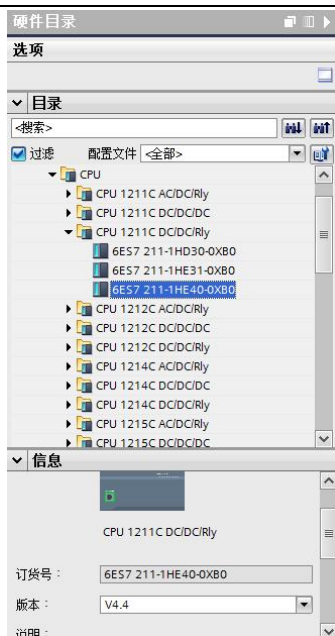 硬件目录
选项
目录
<搜索>
过滤 配置文件 <全部>
CPU
CPU 1211C AC/DC/Rly
CPU 1211C DC/DC/DC
CPU 1211C DC/DC/Rly
6ES7 211-1HD30-0XB0
6ES7 211-1HE31-0XB0
6ES7 211-1HE40-0XB0
CPU 1212C AC/DC/Rly
CPU 1212C DC/DC/DC
CPU 1212C DC/DC/Rly
CPU 1214C AC/DC/Rly
CPU 1214C DC/DC/DC
CPU 1214C DC/DC/Rly
CPU 1215C AC/DC/Rly
CPU 1215C DC/DC/DC
信息
CPU 1211C DC/DC/Rly
订货号: 6ES7 211-1HE40-0XB0
版本: V4.4
说明: